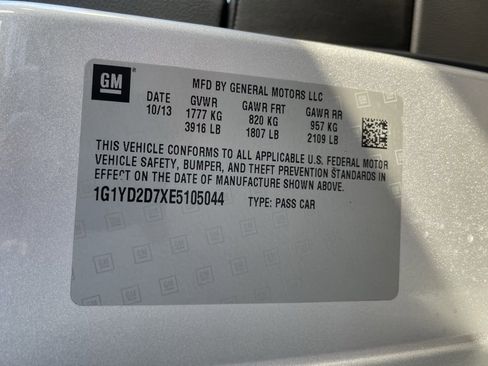 GM
MFD BY GENERAL MOTORS LLC
DATE GVWR GAWR FRT GAWR RR
10/13 1777 KG 820 KG 957 KG
3916 LB 1807 LB 2109 LB
THIS VEHICLE CONFORMS TO ALL APPLICABLE U.S. FEDERAL MOTOR
VEHICLE SAFETY, BUMPER, AND THEFT PREVENTION STANDARDS IN
EFFECT ON THE DATE OF MANUFACTURE SHOWN ABOVE.
1G1YD2D7XE5105044 TYPE: PASS CAR